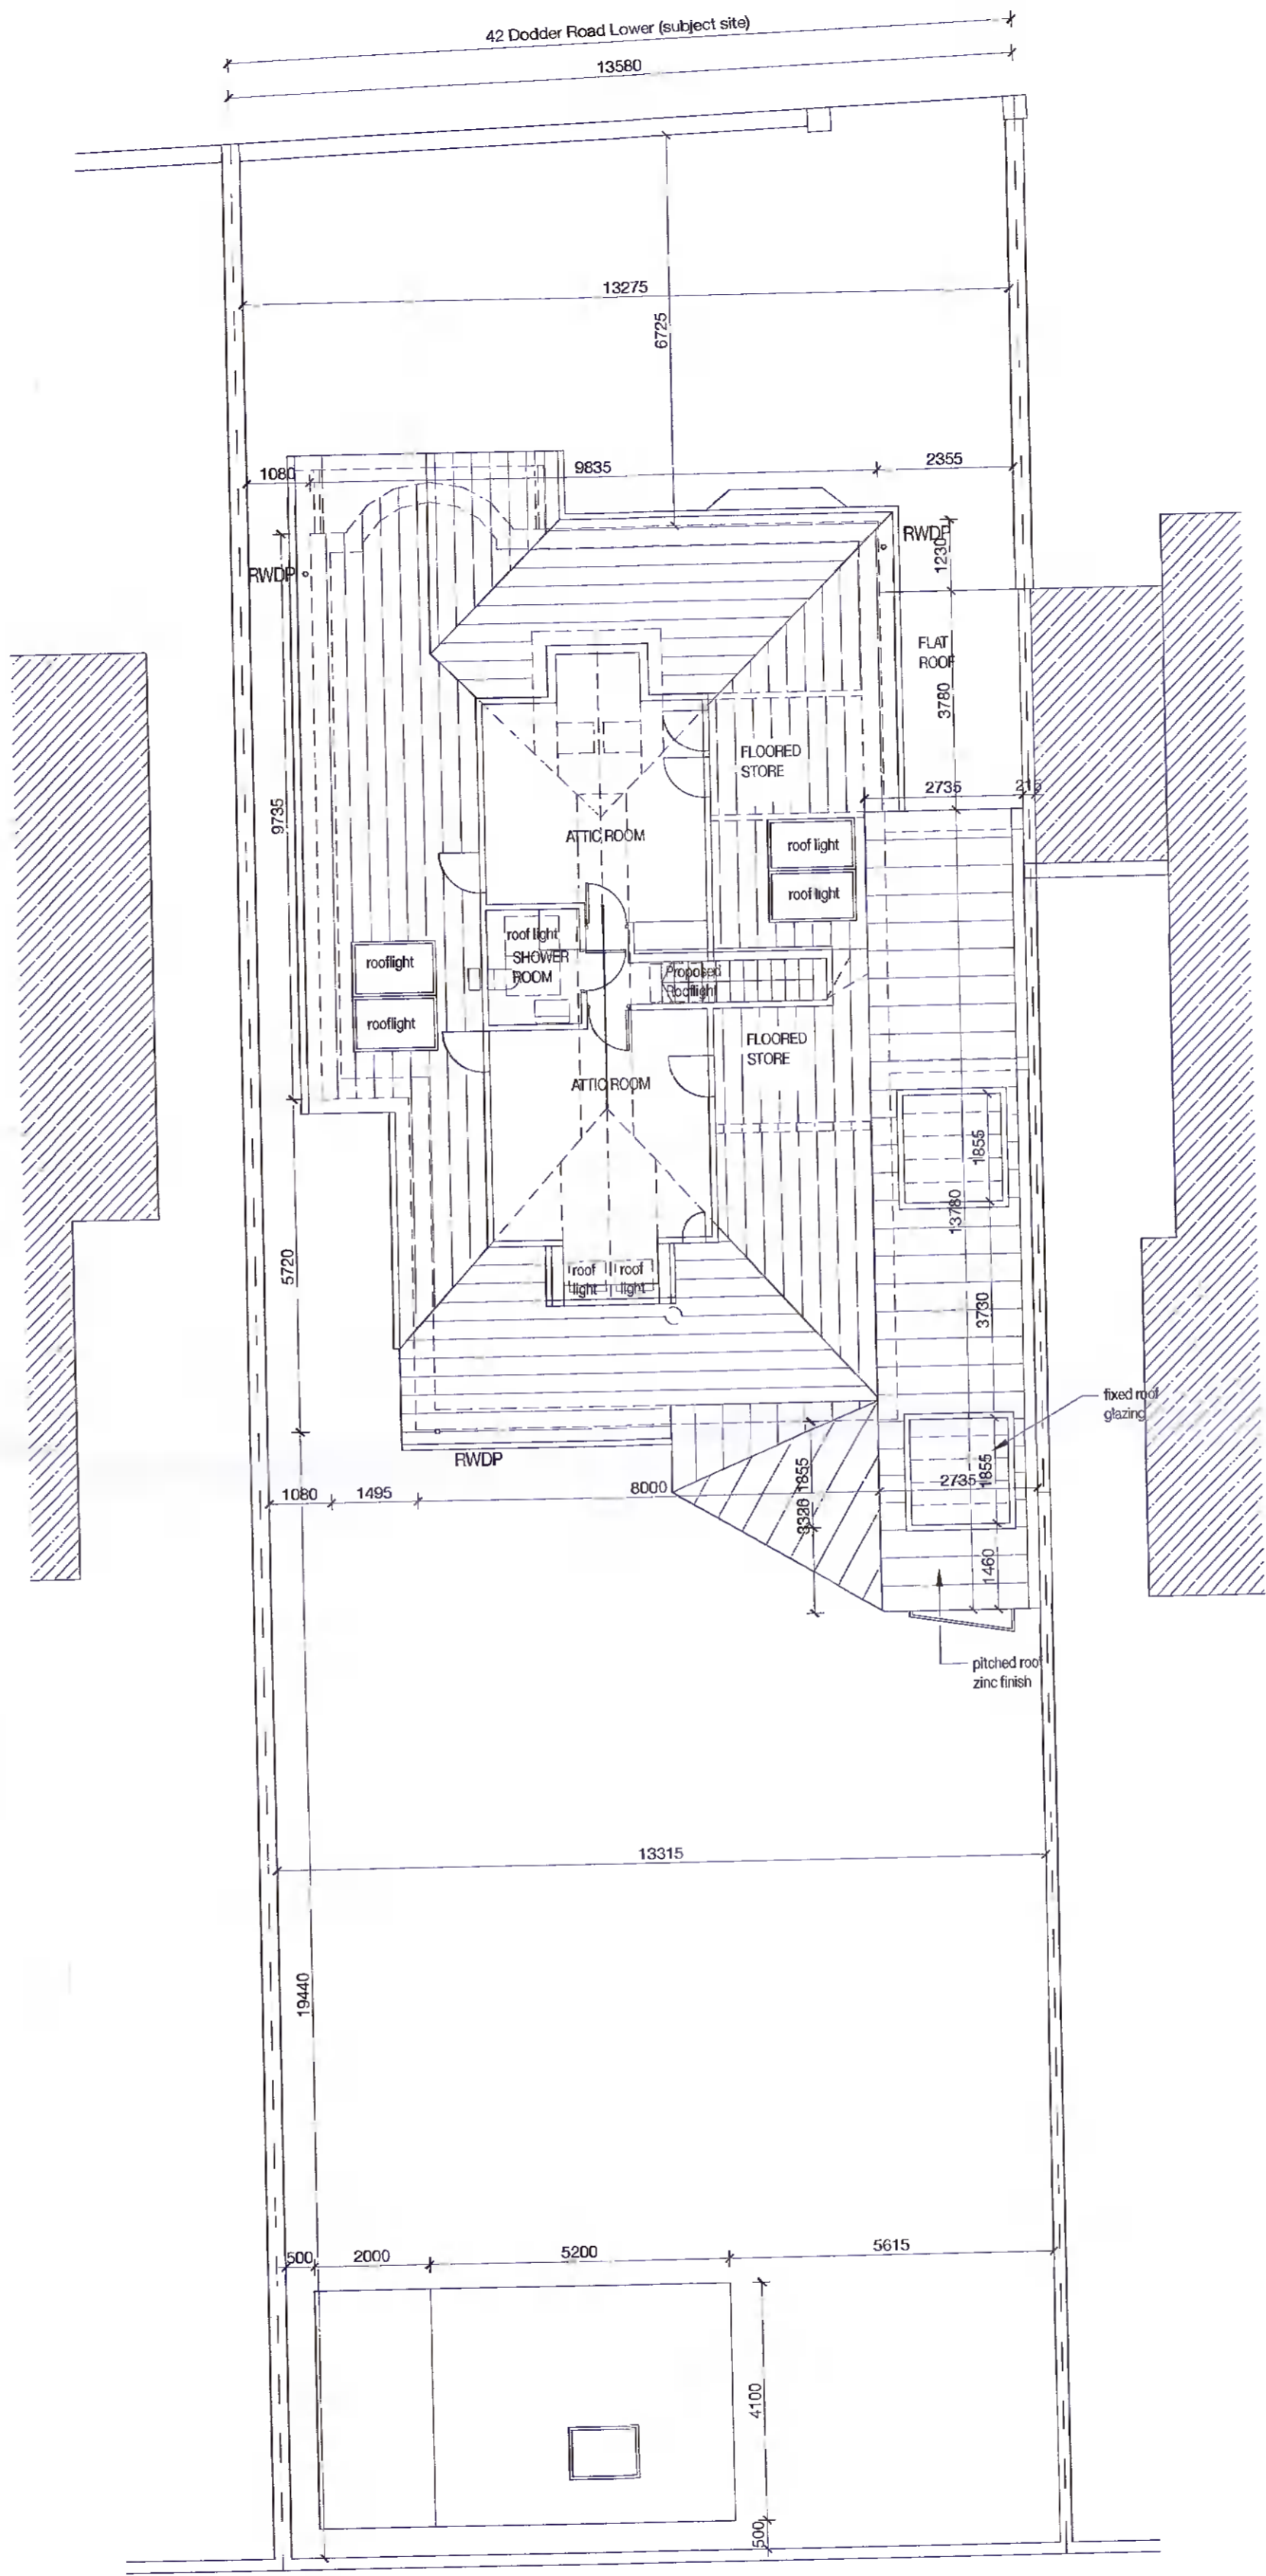 42 Dodder Road Lower (subject site)
13580
13275
6725
1080
9835
2355
RWDP
RWDP
1230
FLAT
ROOF
3780
FLOORED
STORE
2735
215
9735
ATTIC ROOM
roof light
roof light
roof light
SHOWER
ROOM
rooflight
rooflight
Proposed
Rooflight
FLOORED
STORE
ATTIC ROOM
1855
13780
5720
roof
light
roof
light
3730
fixed roof
glazing
RWDP
1855
3326
1080
1495
8000
2735
1855
1460
pitched roof
zinc finish
13315
19440
500
2000
5200
5615
4100
500